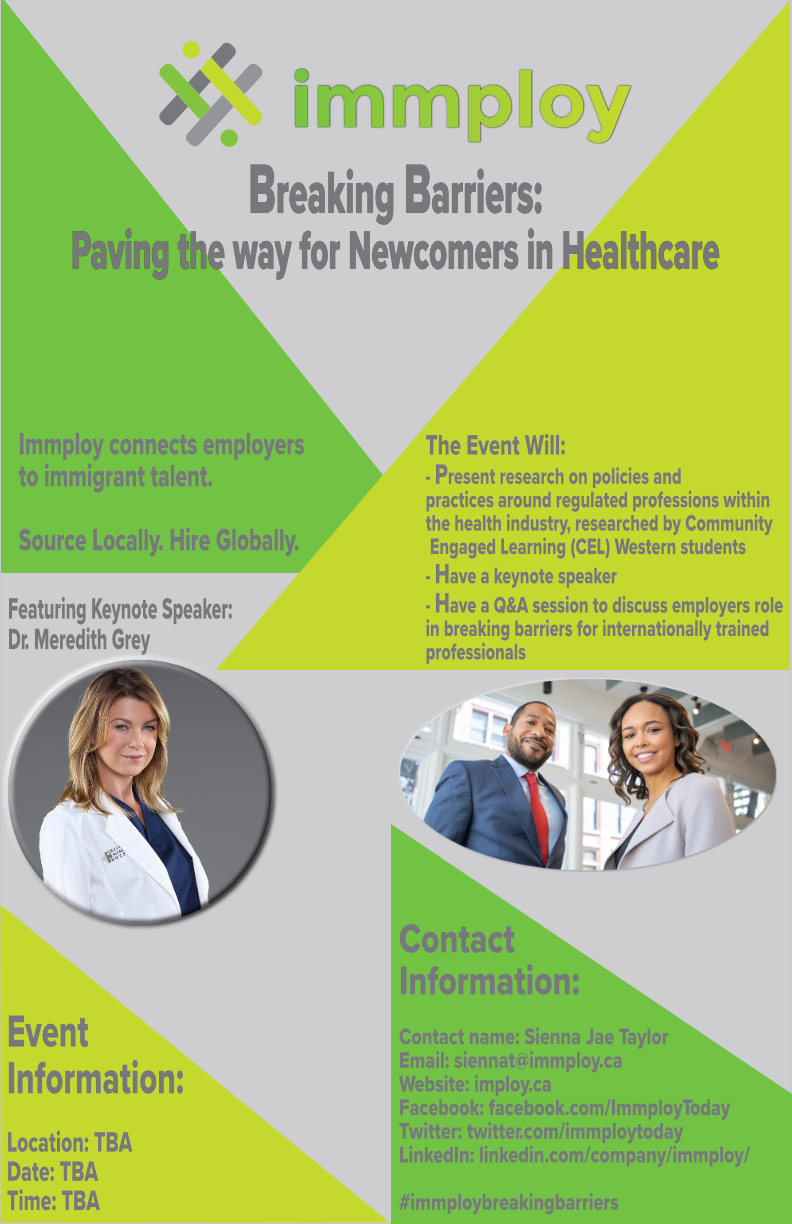 immploy
Breaking Barriers:
Paving the way for Newcomers in Healthcare
Immploy connects employers
to immigrant talent.
Source Locally. Hire Globally.
The Event Will:
- Present research on policies and
practices around regulated professions within
the health industry, researched by Community
Engaged Learning (CEL) Western students
- Have a keynote speaker
- Have a Q&A session to discuss employers role
in breaking barriers for internationally trained
professionals
Featuring Keynote Speaker:
Dr. Meredith Grey
Event
Information:
Location: TBA
Date: TBA
Time: TBA
Contact
Information:
Contact name: Sienna Jae Taylor
Email: siennat@immploy.ca
Website: imploy.ca
Facebook: facebook.com/ImmployToday
Twitter: twitter.com/immploytoday
LinkedIn: linkedin.com/company/immploy/
#immploybreakingbarriers